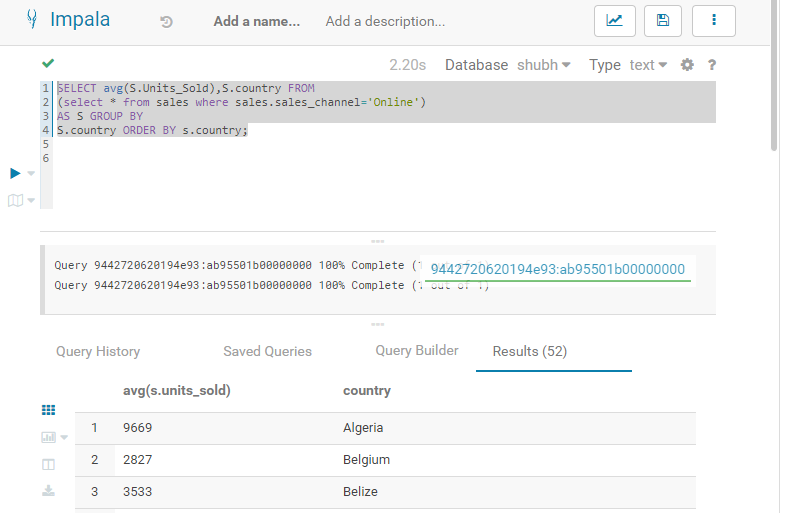 Impala
Add a name...
Add a description...
2.20s Database shubh Type text ?
1 SELECT avg(S.Units_Sold),S.country FROM
2 (select * from sales where sales.sales_channel='Online')
3 AS S GROUP BY
4 S.country ORDER BY s.country;
5
6
Query 9442720620194e93:ab95501b00000000 100% Complete (
9442720620194e93:ab95501b00000000
Query 9442720620194e93:ab95501b00000000 100% Complete (1 out of 1)
Query History Saved Queries Query Builder Results (52)
avg(s.units_sold) country
1 9669 Algeria
2 2827 Belgium
3 3533 Belize